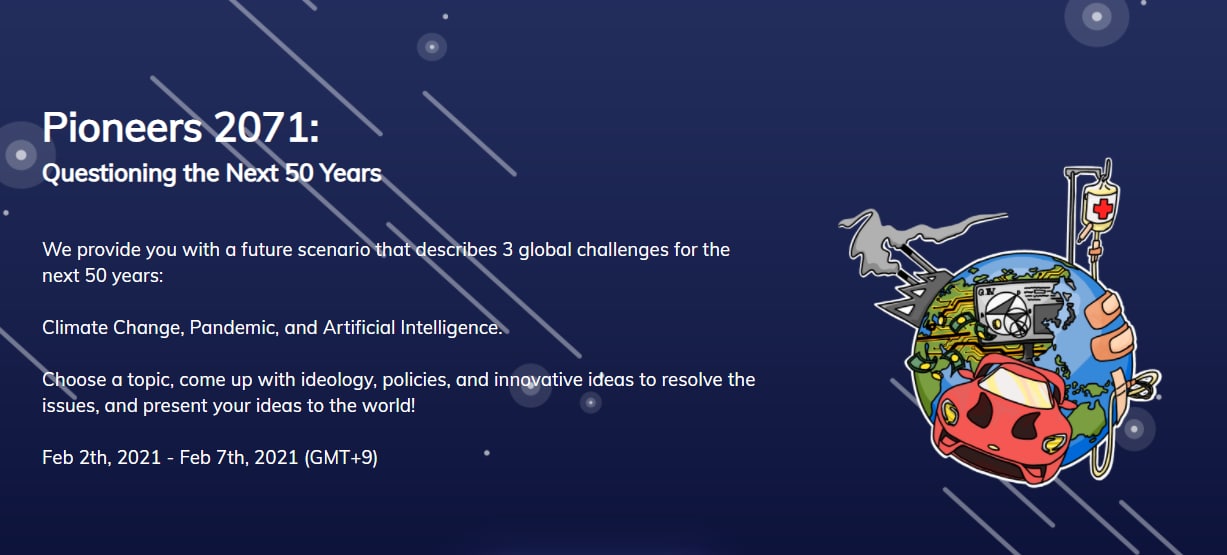 Pioneers 2071:
Questioning the Next 50 Years
We provide you with a future scenario that describes 3 global challenges for the
next 50 years:
Climate Change, Pandemic, and Artificial Intelligence.
Choose a topic, come up with ideology, policies, and innovative ideas to resolve the
issues, and present your ideas to the world!
Feb 2th, 2021 - Feb 7th, 2021 (GMT+9)